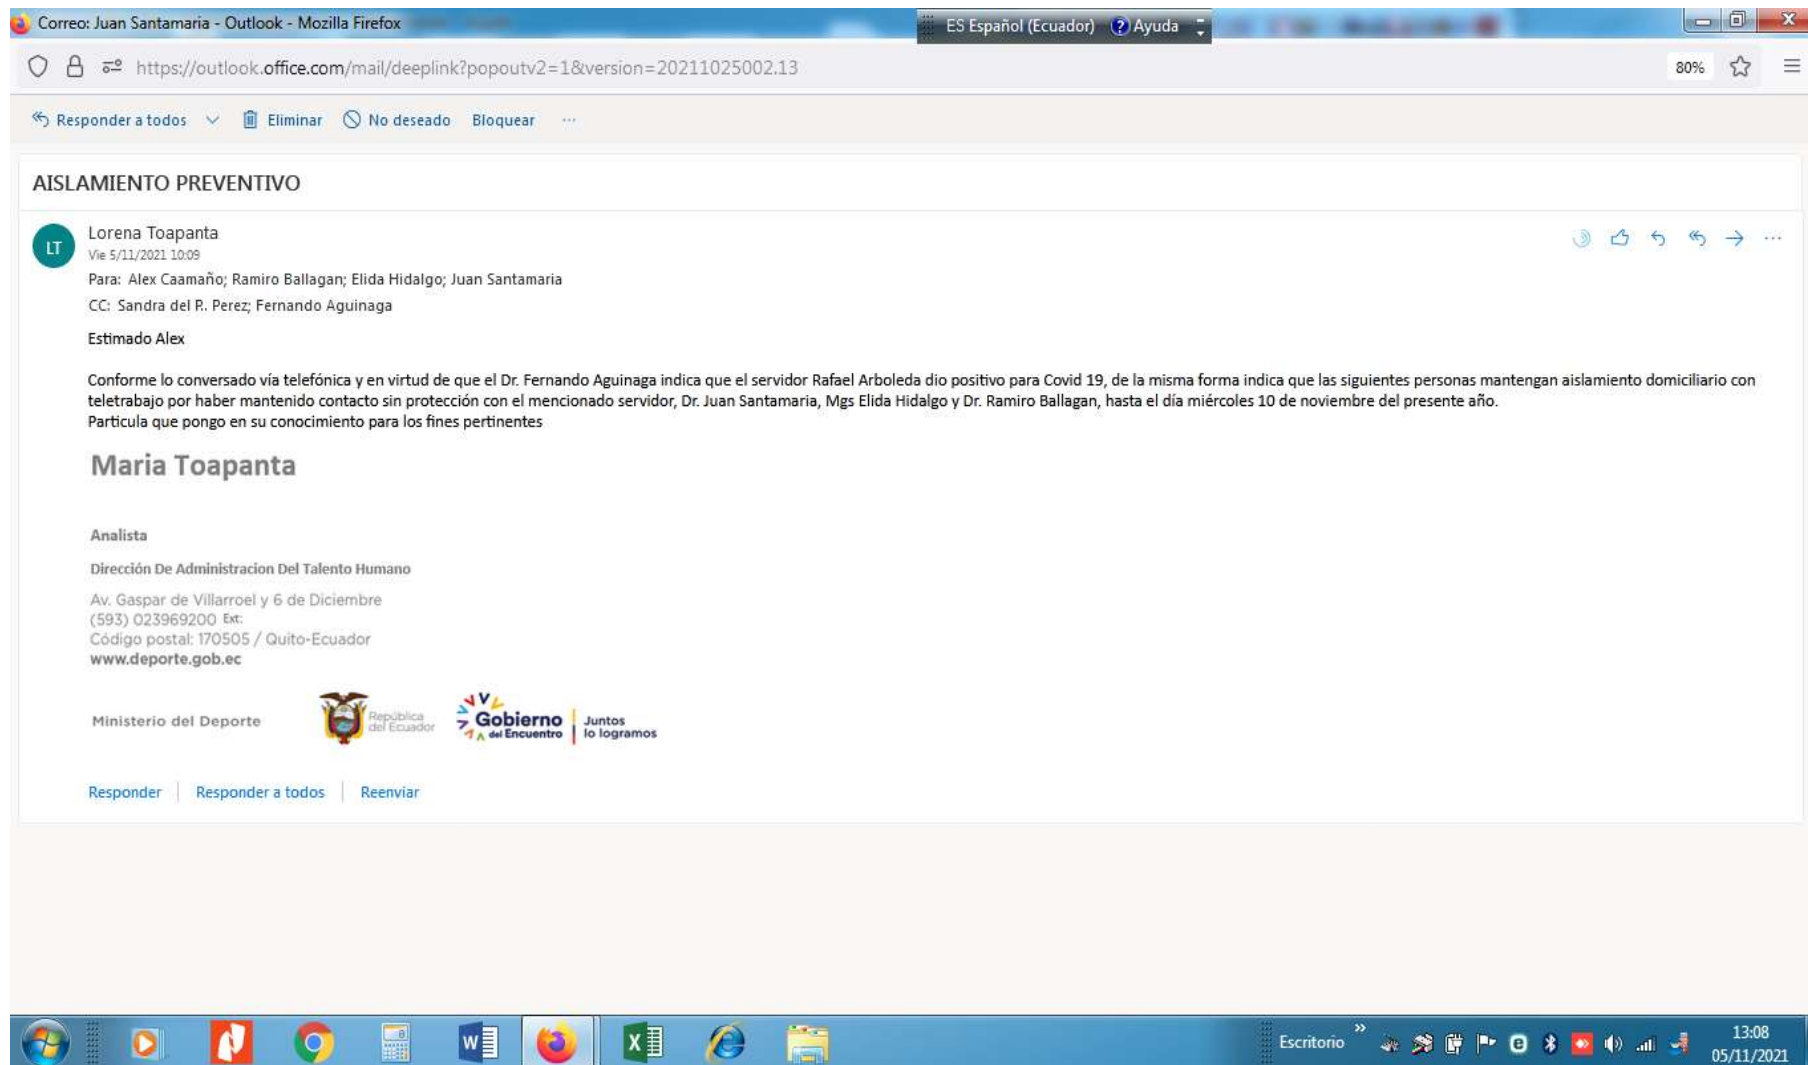 Correo: Juan Santamaria - Outlook - Mozilla Firefox
ES Español (Ecuador) Ayuda
https://outlook.office.com/mail/deeplink?popoutv2=1&version=20211025002.13
80%
Responder a todos Eliminar No deseado Bloquear ...
AISLAMIENTO PREVENTIVO
LT
Lorena Toapanta
Vie 5/11/2021 10:09
Para: Alex Caamaño; Ramiro Ballagan; Elida Hidalgo; Juan Santamaria
CC: Sandra del R.. Perez; Fernando Aguinaga
Estimado Alex
Conforme lo conversado vía telefónica y en virtud de que el Dr. Fernando Aguinaga indica que el servidor Rafael Arboleda dio positivo para Covid 19, de la misma forma indica que las siguientes personas mantengan aislamiento domiciliario con
teletrabajo por haber mantenido contacto sin protección con el mencionado servidor, Dr. Juan Santamaria, Mgs Elida Hidalgo y Dr. Ramiro Ballagan, hasta el día miércoles 10 de noviembre del presente año.
Particula que pongo en su conocimiento para los fines pertinentes
Maria Toapanta
Analista
Dirección De Administracion Del Talento Humano
Av. Gaspar de Villarroel y 6 de Diciembre
(593) 023969200 Ext:
Código postal: 170505 / Quito-Ecuador
www.deporte.gob.ec
Ministerio del Deporte
República
del Ecuador
Gobierno
del Encuentro
Juntos
lo logramos
Responder Responder a todos Reenviar
Escritorio
13:08
05/11/2021